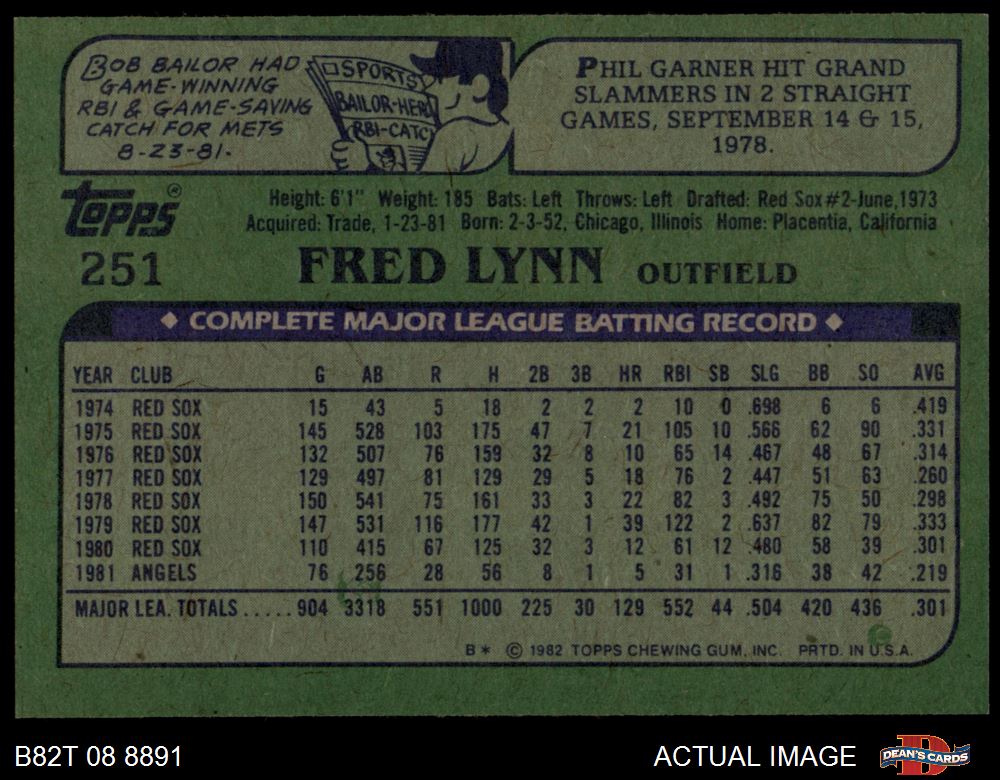 BOB BAILOR HAD
GAME-WINNING
RBI & GAME-SAVING
CATCH FOR METS
8-23-81.
SPORTS
BAILOR-HERO
RBI-CATC
PHIL GARNER HIT GRAND
SLAMMERS IN 2 STRAIGHT
GAMES, SEPTEMBER 14 & 15,
1978.
topps®
Height: 6'1" Weight: 185 Bats: Left Throws: Left Drafted: Red Sox #2-June, 1973
Acquired: Trade, 1-23-81 Born: 2-3-52, Chicago, Illinois Home: Placentia, California
251 FRED LYNN OUTFIELD
◆ COMPLETE MAJOR LEAGUE BATTING RECORD ◆
YEAR CLUB G AB R H 2B 3B HR RBI SB SLG BB SO AVG
1974 RED SOX 15 43 5 18 2 2 2 10 0 .698 6 6 .419
1975 RED SOX 145 528 103 175 47 7 21 105 10 .566 62 90 .331
1976 RED SOX 132 507 76 159 32 8 10 65 14 .467 48 67 .314
1977 RED SOX 129 497 81 129 29 5 18 76 2 .447 51 63 .260
1978 RED SOX 150 541 75 161 33 3 22 82 3 .492 75 50 .298
1979 RED SOX 147 531 116 177 42 1 39 122 2 .637 82 79 .333
1980 RED SOX 110 415 67 125 32 3 12 61 12 .480 58 39 .301
1981 ANGELS 76 256 28 56 8 1 5 31 1 .316 38 42 .219
MAJOR LEA. TOTALS ..... 904 3318 551 1000 225 30 129 552 44 .504 420 436 .301
B* © 1982 TOPPS CHEWING GUM, INC. PRTD. IN U.S.A.
B82T 08 8891 ACTUAL IMAGE DEAN'S CARDS